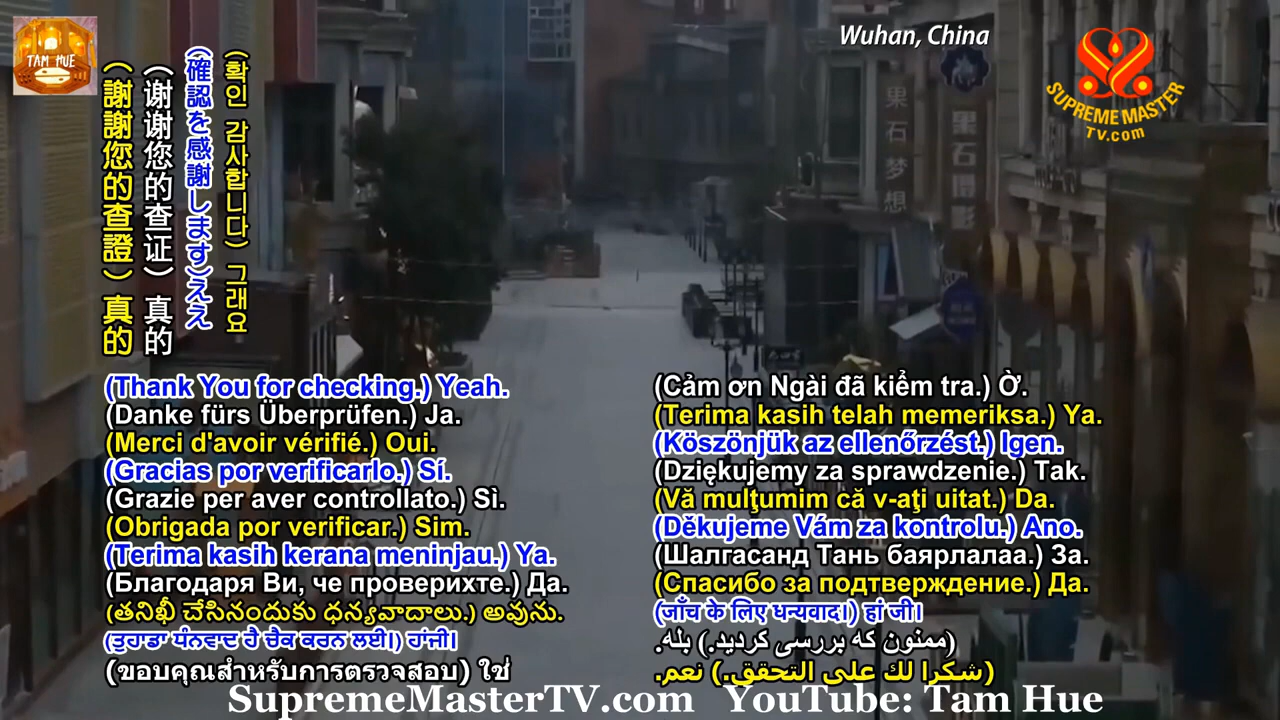 Wuhan, China
TAM HUE
SUPREME MASTER
TV.com
(확인 감사합니다) 그래요
(確認を感謝します)ええ
(谢谢您的查证) 真的
(謝謝您的查證) 真的
果石梦想
(Thank You for checking.) Yeah.
(Danke fürs Überprüfen.) Ja.
(Merci d'avoir vérifié.) Oui.
(Gracias por verificarlo.) Sí.
(Grazie per aver controllato.) Sì.
(Obrigada por verificar.) Sim.
(Terima kasih kerana meninjau.) Ya.
(Благодаря Ви, че проверихте.) Да.
(తనిఖీ చేసినందుకు ధన్యవాదాలు.) అవును.
(ਤੁਹਾਡਾ ਧੰਨਵਾਦ ਹੈ ਚੈਕ ਕਰਨ ਲਈ।) ਹਾਂਜੀ।
(ขอบคุณสำหรับการตรวจสอบ) ใช่
(Cảm ơn Ngài đã kiểm tra.) Ờ.
(Terima kasih telah memeriksa.) Ya.
(Köszönjük az ellenőrzést.) Igen.
(Dziękujemy za sprawdzenie.) Tak.
(Vă mulţumim că v-aţi uitat.) Da.
(Děkujeme Vám za kontrolu.) Ano.
(Шалгасанд Тань баярлалаа.) За.
(Спасибо за подтверждение.) Да.
(जाँच के लिए धन्यवाद।) हां जी।
(ممنون که بررسی کردید.) بله.
(شكرا لك على التحقق.) نعم.
SupremeMasterTV.com YouTube: Tam Hue